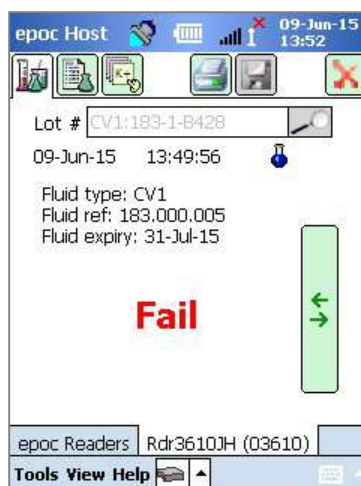 epoc Host 09-Jun-15
13:52
K+
Lot # CV1:183-1-B428
09-Jun-15 13:49:56
Fluid type: CV1
Fluid ref: 183.000.005
Fluid expiry: 31-Jul-15
Fail
epoc Readers Rdr3610JH (03610)
Tools View Help